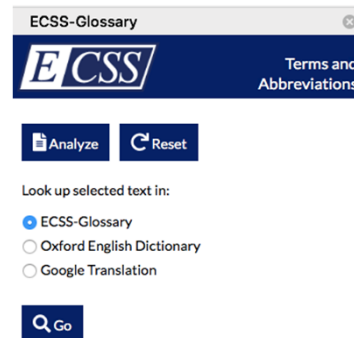 ECSS-Glossary
ECSS
Terms and
Abbreviations
Analyze Reset
Look up selected text in:
ECSS-Glossary
Oxford English Dictionary
Google Translation
Go